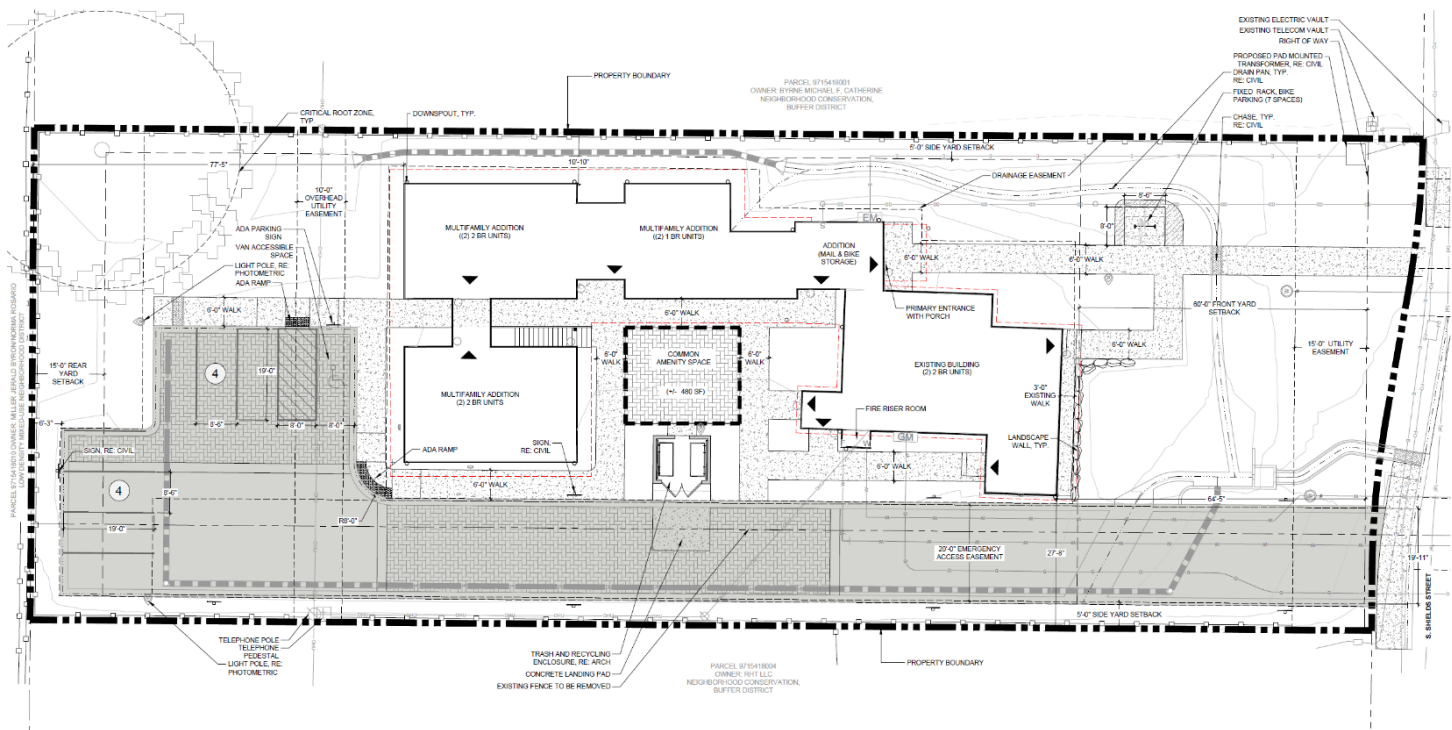 EXISTING ELECTRIC VAULT
EXISTING TELECOM VAULT
RIGHT OF WAY
PROPOSED PAD MOUNTED
TRANSFORMER, RE: CIVIL
DRAIN PAN, TYP.
RE: CIVIL
FIXED RACK, BIKE
PARKING (7 SPACES)
CHASE, TYP.
RE: CIVIL
PROPERTY BOUNDARY
PARCEL 9715418001
OWNER: BYRNE MICHAEL F, CATHERINE
NEIGHBORHOOD CONSERVATION,
BUFFER DISTRICT
CRITICAL ROOT ZONE,
TYP.
DOWNSPOUT, TYP.
77'-5"
10'-10"
5'-0" SIDE YARD SETBACK
DRAINAGE EASEMENT
10'-0"
OVERHEAD
UTILITY
EASEMENT
8'-0"
8'-0"
EM
S
MULTIFAMILY ADDITION
((2) 2 BR UNITS)
MULTIFAMILY ADDITION
((2) 1 BR UNITS)
ADDITION
(MAIL & BIKE
STORAGE)
ADA PARKING
SIGN
VAN ACCESSIBLE
SPACE
LIGHT POLE, RE:
PHOTOMETRIC
ADA RAMP
6'-0" WALK
6'-0" WALK
6'-0" WALK
6'-0" WALK
PRIMARY ENTRANCE
WITH PORCH
60'-0" FRONT YARD
SETBACK
6'-0" WALK
15'-0" UTILITY
EASEMENT
15'-0" REAR
YARD
SETBACK
4
19'-0"
8'-6"
8'-0"
8'-0"
6'-0"
WALK
COMMON
AMENITY SPACE
(+/- 480 SF)
6'-0"
WALK
EXISTING BUILDING
((2) 2 BR UNITS)
3'-0"
EXISTING
WALK
MULTIFAMILY ADDITION
(2) 2 BR UNITS
FIRE RISER ROOM
W
GM
LANDSCAPE
WALL, TYP.
6'-3"
SIGN, RE: CIVIL
ADA RAMP
SIGN,
RE: CIVIL
6'-0" WALK
6'-0"
WALK
4
8'-6"
19'-0"
R8'-0"
64'-5"
20'-0" EMERGENCY
ACCESS EASEMENT
27'-8"
19'-11"
S. SHIELDS STREET
5'-0" SIDE YARD SETBACK
PARCEL 9715418010 OWNER: MILLER JERALD BYRON/NORMA ROSARIO
LOW DENSITY MIXED-USE NEIGHBORHOOD DISTRICT
TELEPHONE POLE
TELEPHONE
PEDESTAL
LIGHT POLE, RE:
PHOTOMETRIC
TRASH AND RECYCLING
ENCLOSURE, RE: ARCH
CONCRETE LANDING PAD
EXISTING FENCE TO BE REMOVED
PARCEL 9715418004
OWNER: RHT LLC
NEIGHBORHOOD CONSERVATION,
BUFFER DISTRICT
PROPERTY BOUNDARY